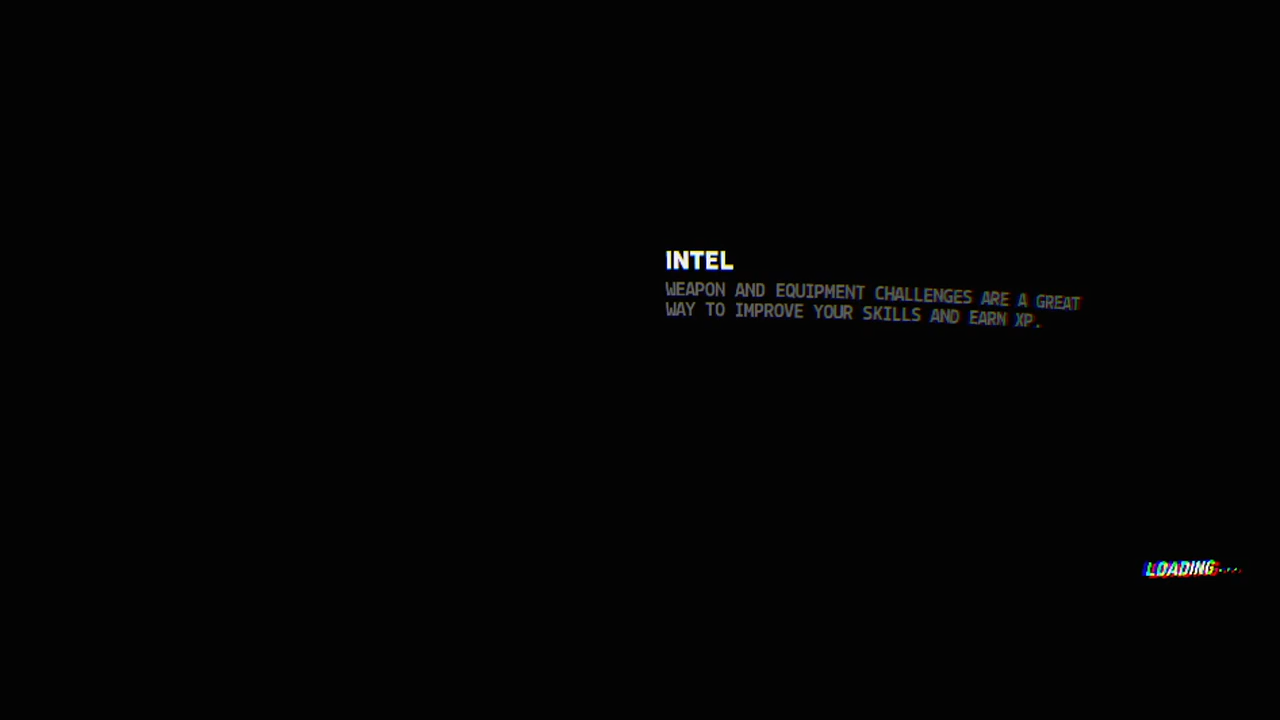 INTEL
WEAPON AND EQUIPMENT CHALLENGES ARE A GREAT
WAY TO IMPROVE YOUR SKILLS AND EARN XP.
LOADING....